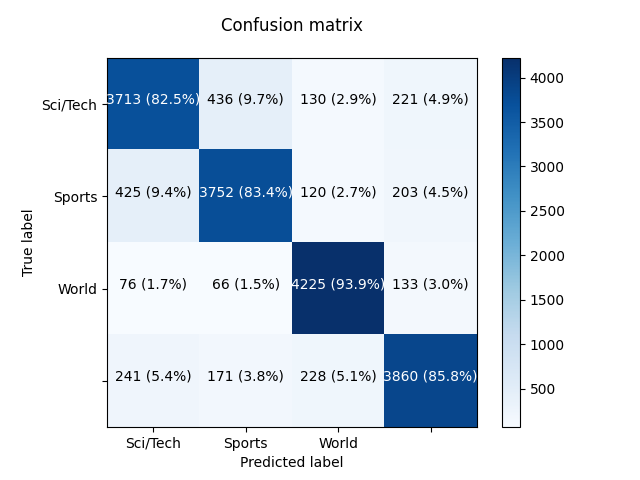 Confusion matrix
Sci/Tech 3713 (82.5%) 436 (9.7%) 130 (2.9%) 221 (4.9%)
Sports 425 (9.4%) 3752 (83.4%) 120 (2.7%) 203 (4.5%)
World 76 (1.7%) 66 (1.5%) 4225 (93.9%) 133 (3.0%)
241 (5.4%) 171 (3.8%) 228 (5.1%) 3860 (85.8%)
Sci/Tech Sports World
Predicted label
True label
4000
3500
3000
2500
2000
1500
1000
500